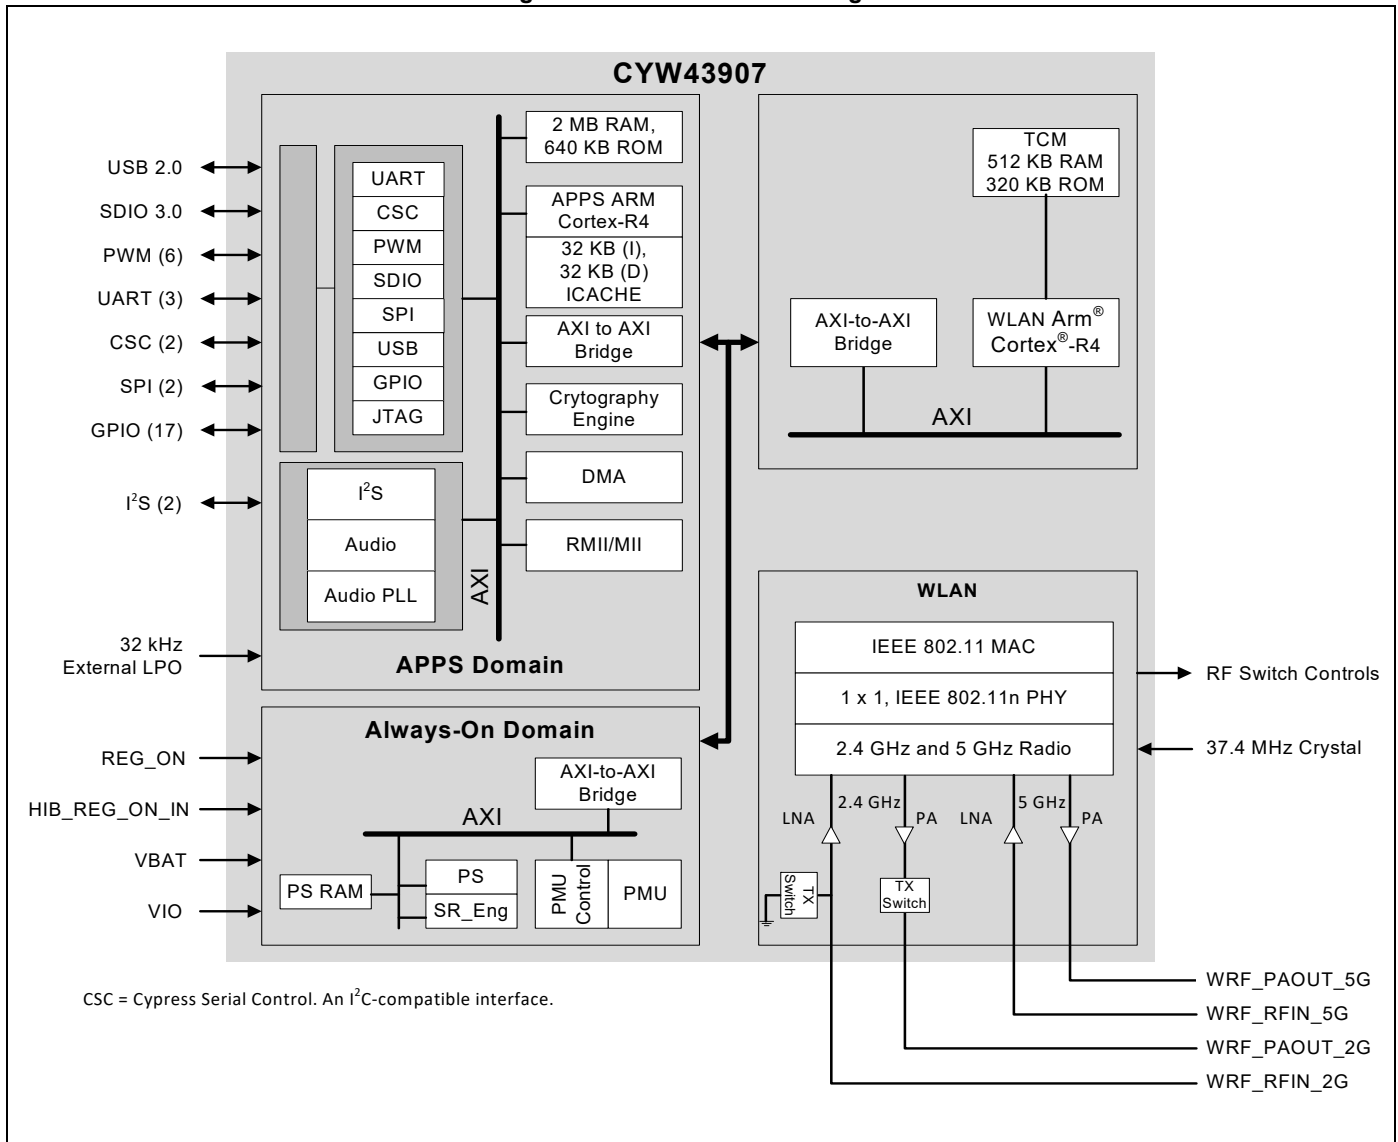 CYW43907
USB 2.0
SDIO 3.0
PWM (6)
UART (3)
CSC (2)
SPI (2)
GPIO (17)
I²S (2)
32 kHz
External LPO
REG_ON
HIB_REG_ON_IN
VBAT
VIO
UART
CSC
PWM
SDIO
SPI
USB
GPIO
JTAG
I²S
Audio
Audio PLL
AXI
2 MB RAM,
640 KB ROM
APPS ARM
Cortex-R4
32 KB (I),
32 KB (D)
ICACHE
AXI to AXI
Bridge
Crytography
Engine
DMA
RMII/MII
APPS Domain
Always-On Domain
AXI-to-AXI
Bridge
AXI
PS RAM
PS
SR_Eng
PMU
Control
PMU
TCM
512 KB RAM
320 KB ROM
AXI-to-AXI
Bridge
WLAN Arm®
Cortex®-R4
AXI
WLAN
IEEE 802.11 MAC
1 x 1, IEEE 802.11n PHY
2.4 GHz and 5 GHz Radio
2.4 GHz
5 GHz
LNA
PA
LNA
PA
TX
Switch
TX
Switch
RF Switch Controls
37.4 MHz Crystal
WRF_PAOUT_5G
WRF_RFIN_5G
WRF_PAOUT_2G
WRF_RFIN_2G
CSC = Cypress Serial Control. An I²C-compatible interface.